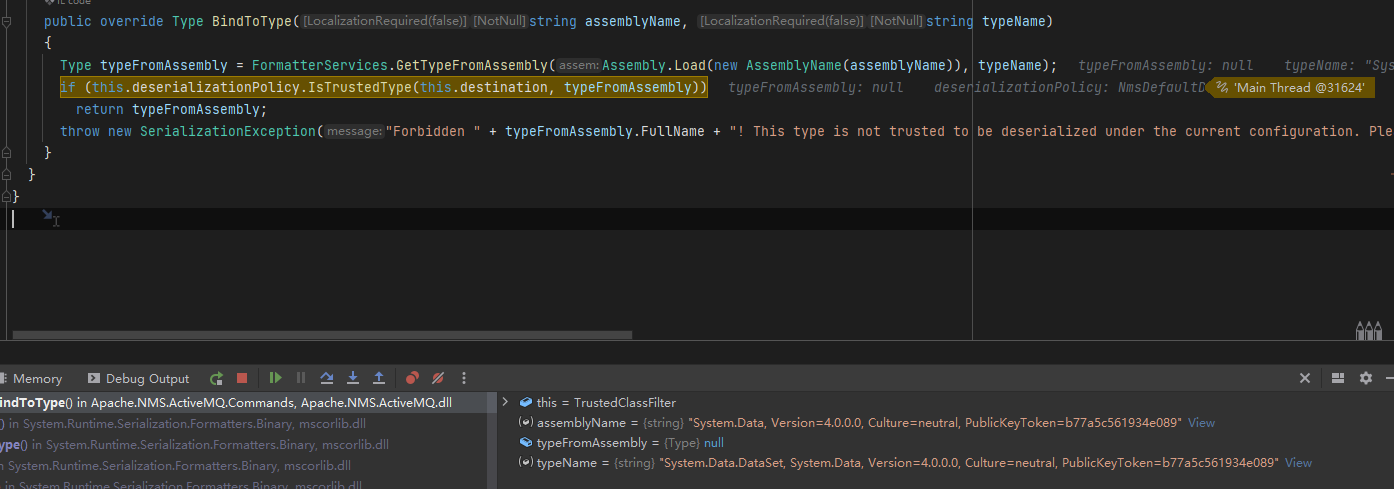 IL code
public override Type BindToType([LocalizationRequired(false)][NotNull]string assemblyName, [LocalizationRequired(false)][NotNull]string typeName)
{
Type typeFromAssembly = FormatterServices.GetTypeFromAssembly(assem:Assembly.Load(new AssemblyName(assemblyName)), typeName); typeFromAssembly: null typeName: "Sys
if (this.deserializationPolicy.IsTrustedType(this.destination, typeFromAssembly)) typeFromAssembly: null deserializationPolicy: NmsDefaultD 'Main Thread @31624'
return typeFromAssembly;
throw new SerializationException(message:"Forbidden " + typeFromAssembly.FullName + "! This type is not trusted to be deserialized under the current configuration. Ple
}
}
}
Memory Debug Output
indToType() in Apache.NMS.ActiveMQ.Commands, Apache.NMS.ActiveMQ.dll
() in System.Runtime.Serialization.Formatters.Binary, mscorlib.dll
ype() in System.Runtime.Serialization.Formatters.Binary, mscorlib.dll
in System.Runtime.Serialization.Formatters.Binary, mscorlib.dll
in System.Runtime.Serialization.Formatters.Binary, mscorlib.dll
this = TrustedClassFilter
assemblyName = {string} "System.Data, Version=4.0.0.0, Culture=neutral, PublicKeyToken=b77a5c561934e089" View
typeFromAssembly = {Type} null
typeName = {string} "System.Data.DataSet, System.Data, Version=4.0.0.0, Culture=neutral, PublicKeyToken=b77a5c561934e089" View